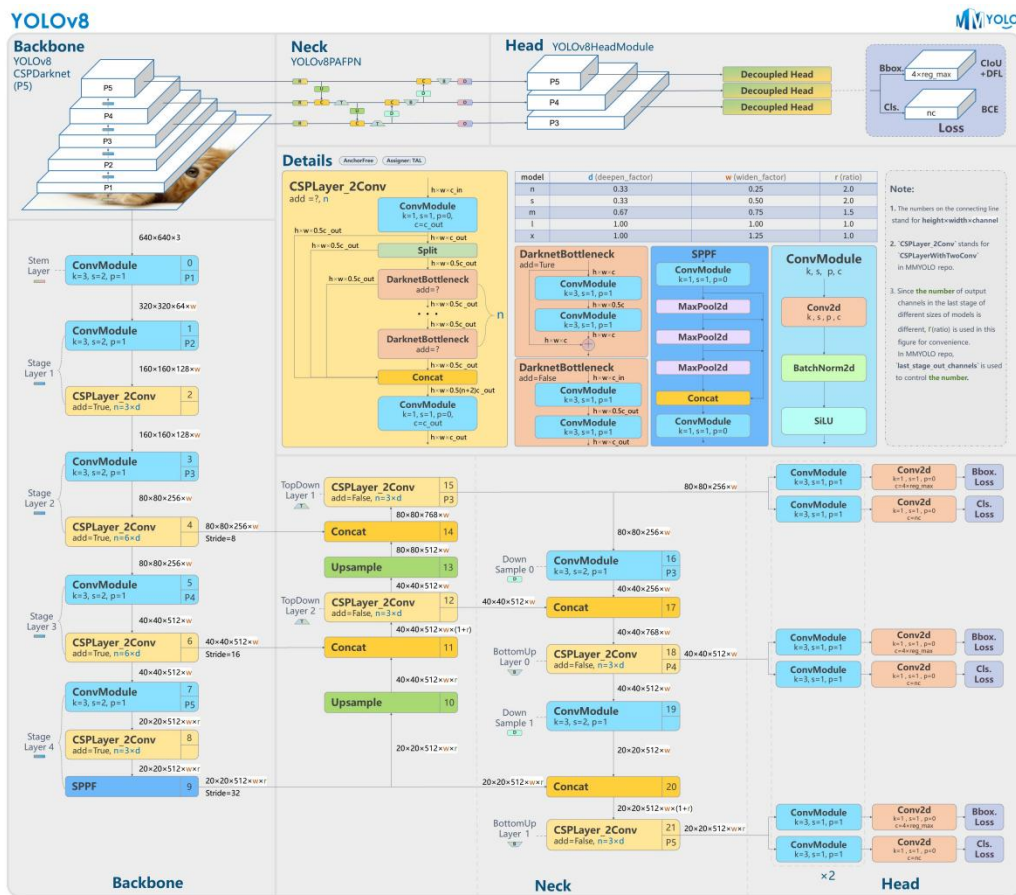 YOLOv8
MMYOLO
Backbone
YOLOv8
CSPDarknet
(P5)
P5
P4
P3
P2
P1
Neck
YOLOv8PAFPN
Head YOLOv8HeadModule
P5
P4
P3
Decoupled Head
Decoupled Head
Decoupled Head
Bbox.
4×reg_max
CIoU
+DFL
Cls.
nc
BCE
Loss
Details
AnchorFree
Assigner: TAL
CSPLayer_2Conv
add =?, n
h=w=c_in
ConvModule
k=1, s=1, p=0,
c=c_out
h=w=c_out
h=w=0.5c_out
Split
h=w=0.5c_out
DarknetBottleneck
add=?
h=w=0.5c_out
· · ·
n
h=w=0.5c_out
DarknetBottleneck
add=?
h=w=0.5c_out
Concat
h=w=0.5(n+2)c_out
ConvModule
k=1, s=1, p=0,
c=c_out
h=w=c_out
model d (deepen_factor) w (widen_factor) r (ratio)
n 0.33 0.25 2.0
s 0.33 0.50 2.0
m 0.67 0.75 1.5
l 1.00 1.00 1.0
x 1.00 1.25 1.0
DarknetBottleneck
add=Ture
h=w=c
ConvModule
k=3, s=1, p=1
h=w=0.5c
ConvModule
k=3, s=1, p=1
h=w=c
DarknetBottleneck
add=False
h=w=c_in
ConvModule
k=3, s=1, p=1
h=w=0.5c_out
ConvModule
k=3, s=1, p=1
h=w=c_out
SPPF
ConvModule
k=1, s=1, p=0
MaxPool2d
MaxPool2d
MaxPool2d
Concat
ConvModule
k=1, s=1, p=0
ConvModule
k, s, p, c
Conv2d
k, s, p, c
BatchNorm2d
SiLU
Note:
1. The numbers on the connecting line
stand for height×width×channel
2. `CSPLayer_2Conv` stands for
`CSPLayerWithTwoConv`
in MMYOLO repo.
3. Since the number of output
channels in the last stage of
different sizes of models is
different, r(ratio) is used in this
figure for convenience.
In MMYOLO repo,
`last_stage_out_channels` is used
to control the number.
640×640×3
Stem
Layer
ConvModule 0
k=3, s=2, p=1 P1
320×320×64×w
ConvModule 1
k=3, s=2, p=1 P2
Stage
Layer 1
160×160×128×w
CSPLayer_2Conv 2
add=True, n=3×d
160×160×128×w
ConvModule 3
k=3, s=2, p=1 P3
Stage
Layer 2
80×80×256×w
CSPLayer_2Conv 4
add=True, n=6×d
80×80×256×w
Stride=8
80×80×256×w
ConvModule 5
k=3, s=2, p=1 P4
Stage
Layer 3
40×40×512×w
CSPLayer_2Conv 6
add=True, n=6×d
40×40×512×w
Stride=16
40×40×512×w
ConvModule 7
k=3, s=2, p=1 P5
20×20×512×w×r
Stage
Layer 4
CSPLayer_2Conv 8
add=True, n=3×d
20×20×512×w×r
SPPF 9
20×20×512×w×r
Stride=32
TopDown
Layer 1
T
CSPLayer_2Conv 15
add=False, n=3×d P3
80×80×768×w
Concat 14
80×80×512×w
Upsample 13
40×40×512×w
TopDown
Layer 2
T
CSPLayer_2Conv 12
add=False, n=3×d
40×40×512×w
40×40×512×w×(1+r)
Concat 11
40×40×512×w×r
Upsample 10
20×20×512×w×r
80×80×256×w
80×80×256×w
Down
Sample 0
D
ConvModule 16
k=3, s=2, p=1 P3
40×40×256×w
Concat 17
40×40×768×w
BottomUp
Layer 0
B
CSPLayer_2Conv 18
add=False, n=3×d P4
40×40×512×w
40×40×512×w
Down
Sample 1
D
ConvModule 19
k=3, s=2, p=1
20×20×512×w
20×20×512×w×r
Concat 20
20×20×512×w×(1+r)
BottomUp
Layer 1
B
CSPLayer_2Conv 21
add=False, n=3×d P5
20×20×512×w×r
ConvModule
k=3, s=1, p=1
Conv2d
k=1, s=1, p=0
c=4×reg_max
Bbox.
Loss
ConvModule
k=3, s=1, p=1
Conv2d
k=1, s=1, p=0
c=nc
Cls.
Loss
ConvModule
k=3, s=1, p=1
Conv2d
k=1, s=1, p=0
c=4×reg_max
Bbox.
Loss
ConvModule
k=3, s=1, p=1
Conv2d
k=1, s=1, p=0
c=nc
Cls.
Loss
ConvModule
k=3, s=1, p=1
Conv2d
k=1, s=1, p=0
c=4×reg_max
Bbox.
Loss
ConvModule
k=3, s=1, p=1
Conv2d
k=1, s=1, p=0
c=nc
Cls.
Loss
×2
Backbone
Neck
Head